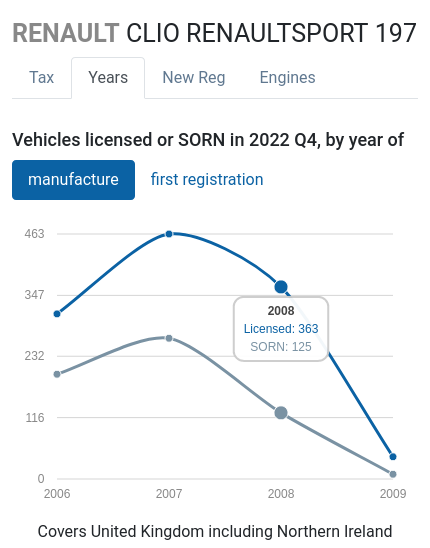 RENAULT CLIO RENAULTSPORT 197
Tax Years New Reg Engines
Vehicles licensed or SORN in 2022 Q4, by year of
manufacture first registration
463
347
2008
Licensed: 363
SORN: 125
232
116
0
2006 2007 2008 2009
Covers United Kingdom including Northern Ireland